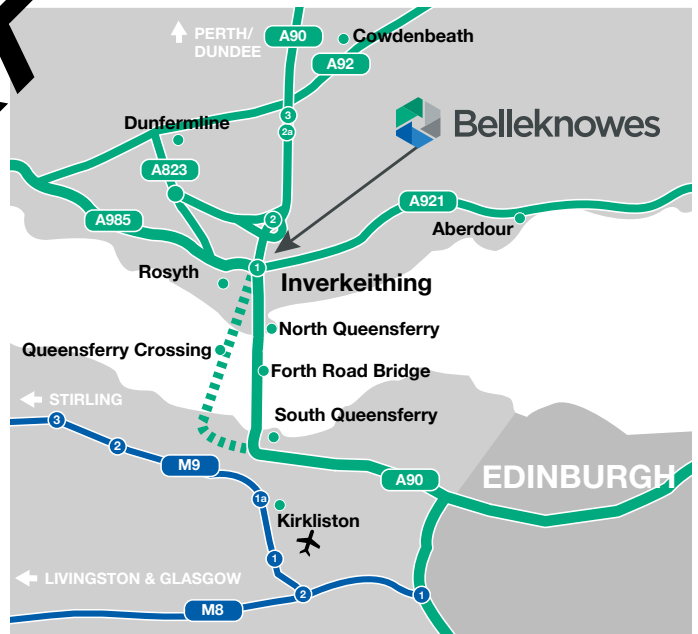 PERTH/
DUNDEE
A90
Cowdenbeath
A92
3
2a
Dunfermline
Belleknowes
A823
A921
A985
2
Aberdour
1
Rosyth
Inverkeithing
North Queensferry
Queensferry Crossing
Forth Road Bridge
STIRLING
South Queensferry
3
2
M9
A90
EDINBURGH
1a
Kirkliston
1
LIVINGSTON & GLASGOW
2
1
M8